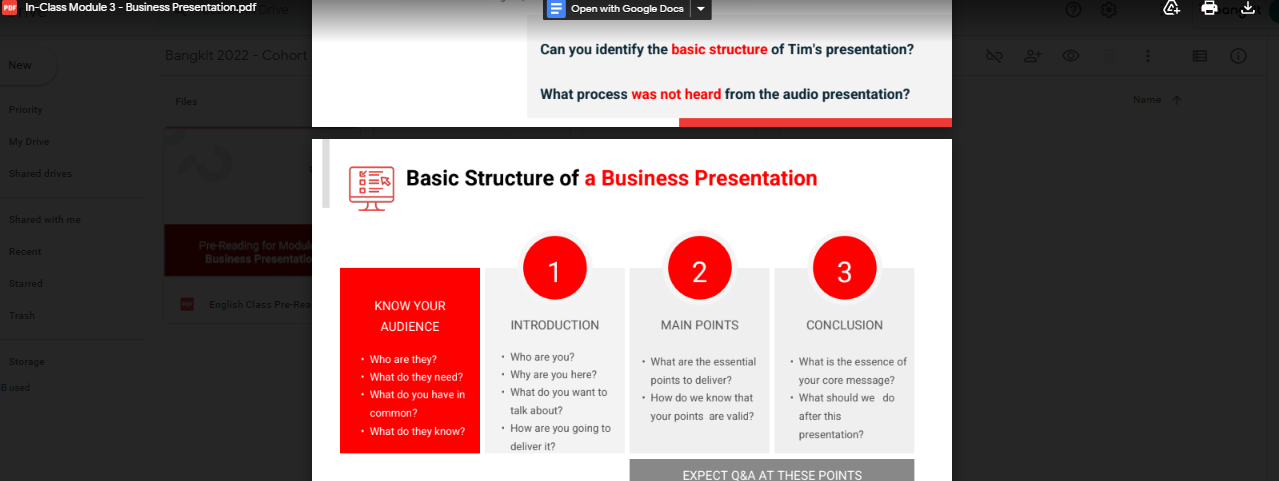 In-Class Module 3 - Business Presentation.pdf
Open with Google Docs
Drive
New
Bangkit 2022 - Cohort
Priority
Files
Name
My Drive
Shared drives
Shared with me
Recent
Starred
Trash
Storage
B used
Pre-Reading for Module
Business Presentatio
English Class Pre-Rea
Can you identify the basic structure of Tim's presentation?
What process was not heard from the audio presentation?
Basic Structure of a Business Presentation
KNOW YOUR
AUDIENCE
• Who are they?
• What do they need?
• What do you have in
common?
• What do they know?
1
INTRODUCTION
• Who are you?
• Why are you here?
• What do you want to
talk about?
• How are you going to
deliver it?
2
MAIN POINTS
• What are the essential
points to deliver?
• How do we know that
your points are valid?
3
CONCLUSION
• What is the essence of
your core message?
• What should we do
after this
presentation?
EXPECT Q&A AT THESE POINTS